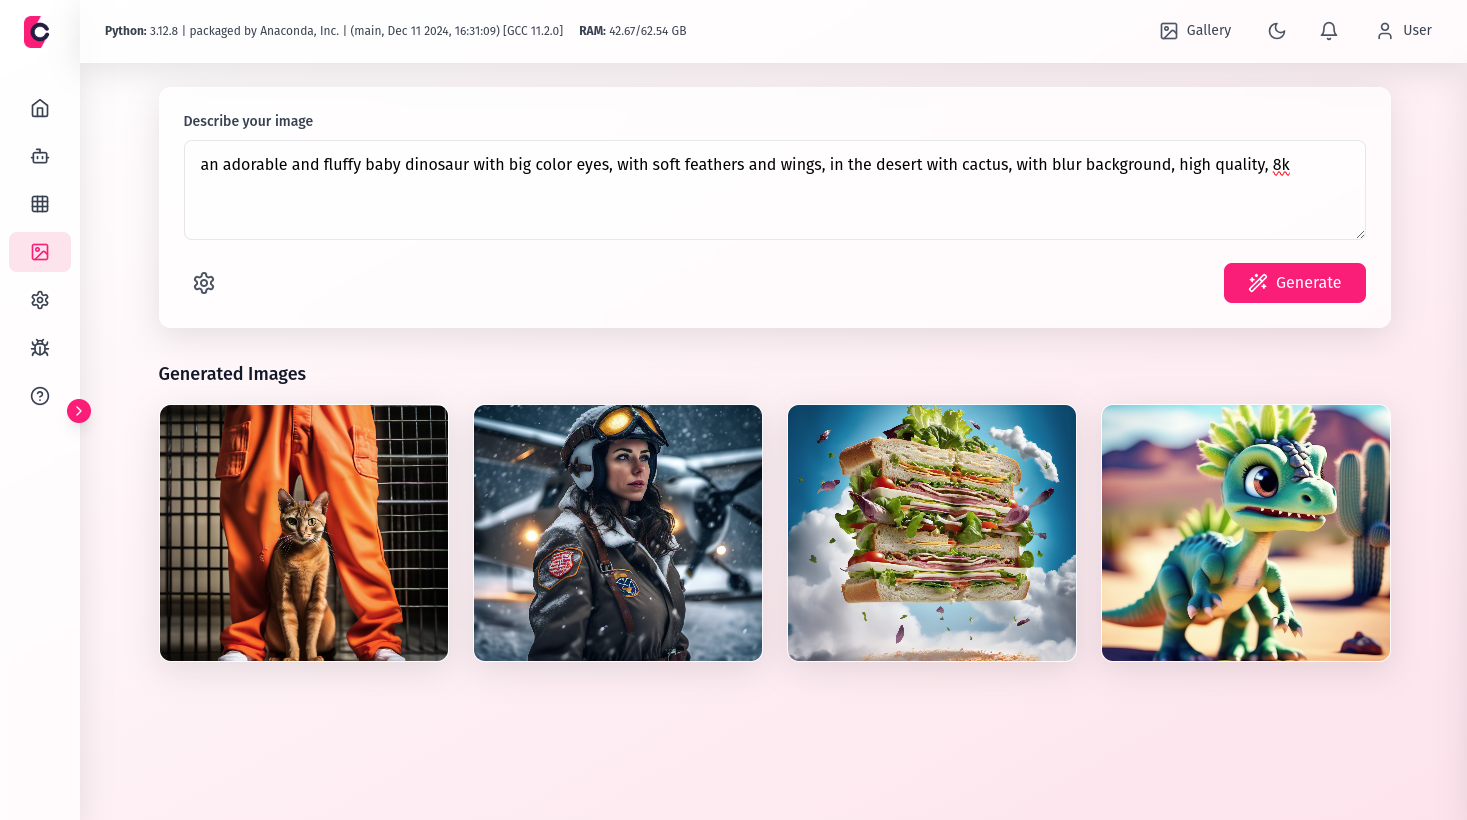 Python: 3.12.8 | packaged by Anaconda, Inc. | (main, Dec 11 2024, 16:31:09) [GCC 11.2.0] RAM: 42.67/62.54 GB
Gallery
User
Describe your image
an adorable and fluffy baby dinosaur with big color eyes, with soft feathers and wings, in the desert with cactus, with blur background, high quality, 8k
Generate
Generated Images